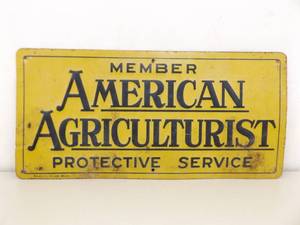 MEMBER
AMERICAN
AGRICULTURIST
PROTECTIVE SERVICE